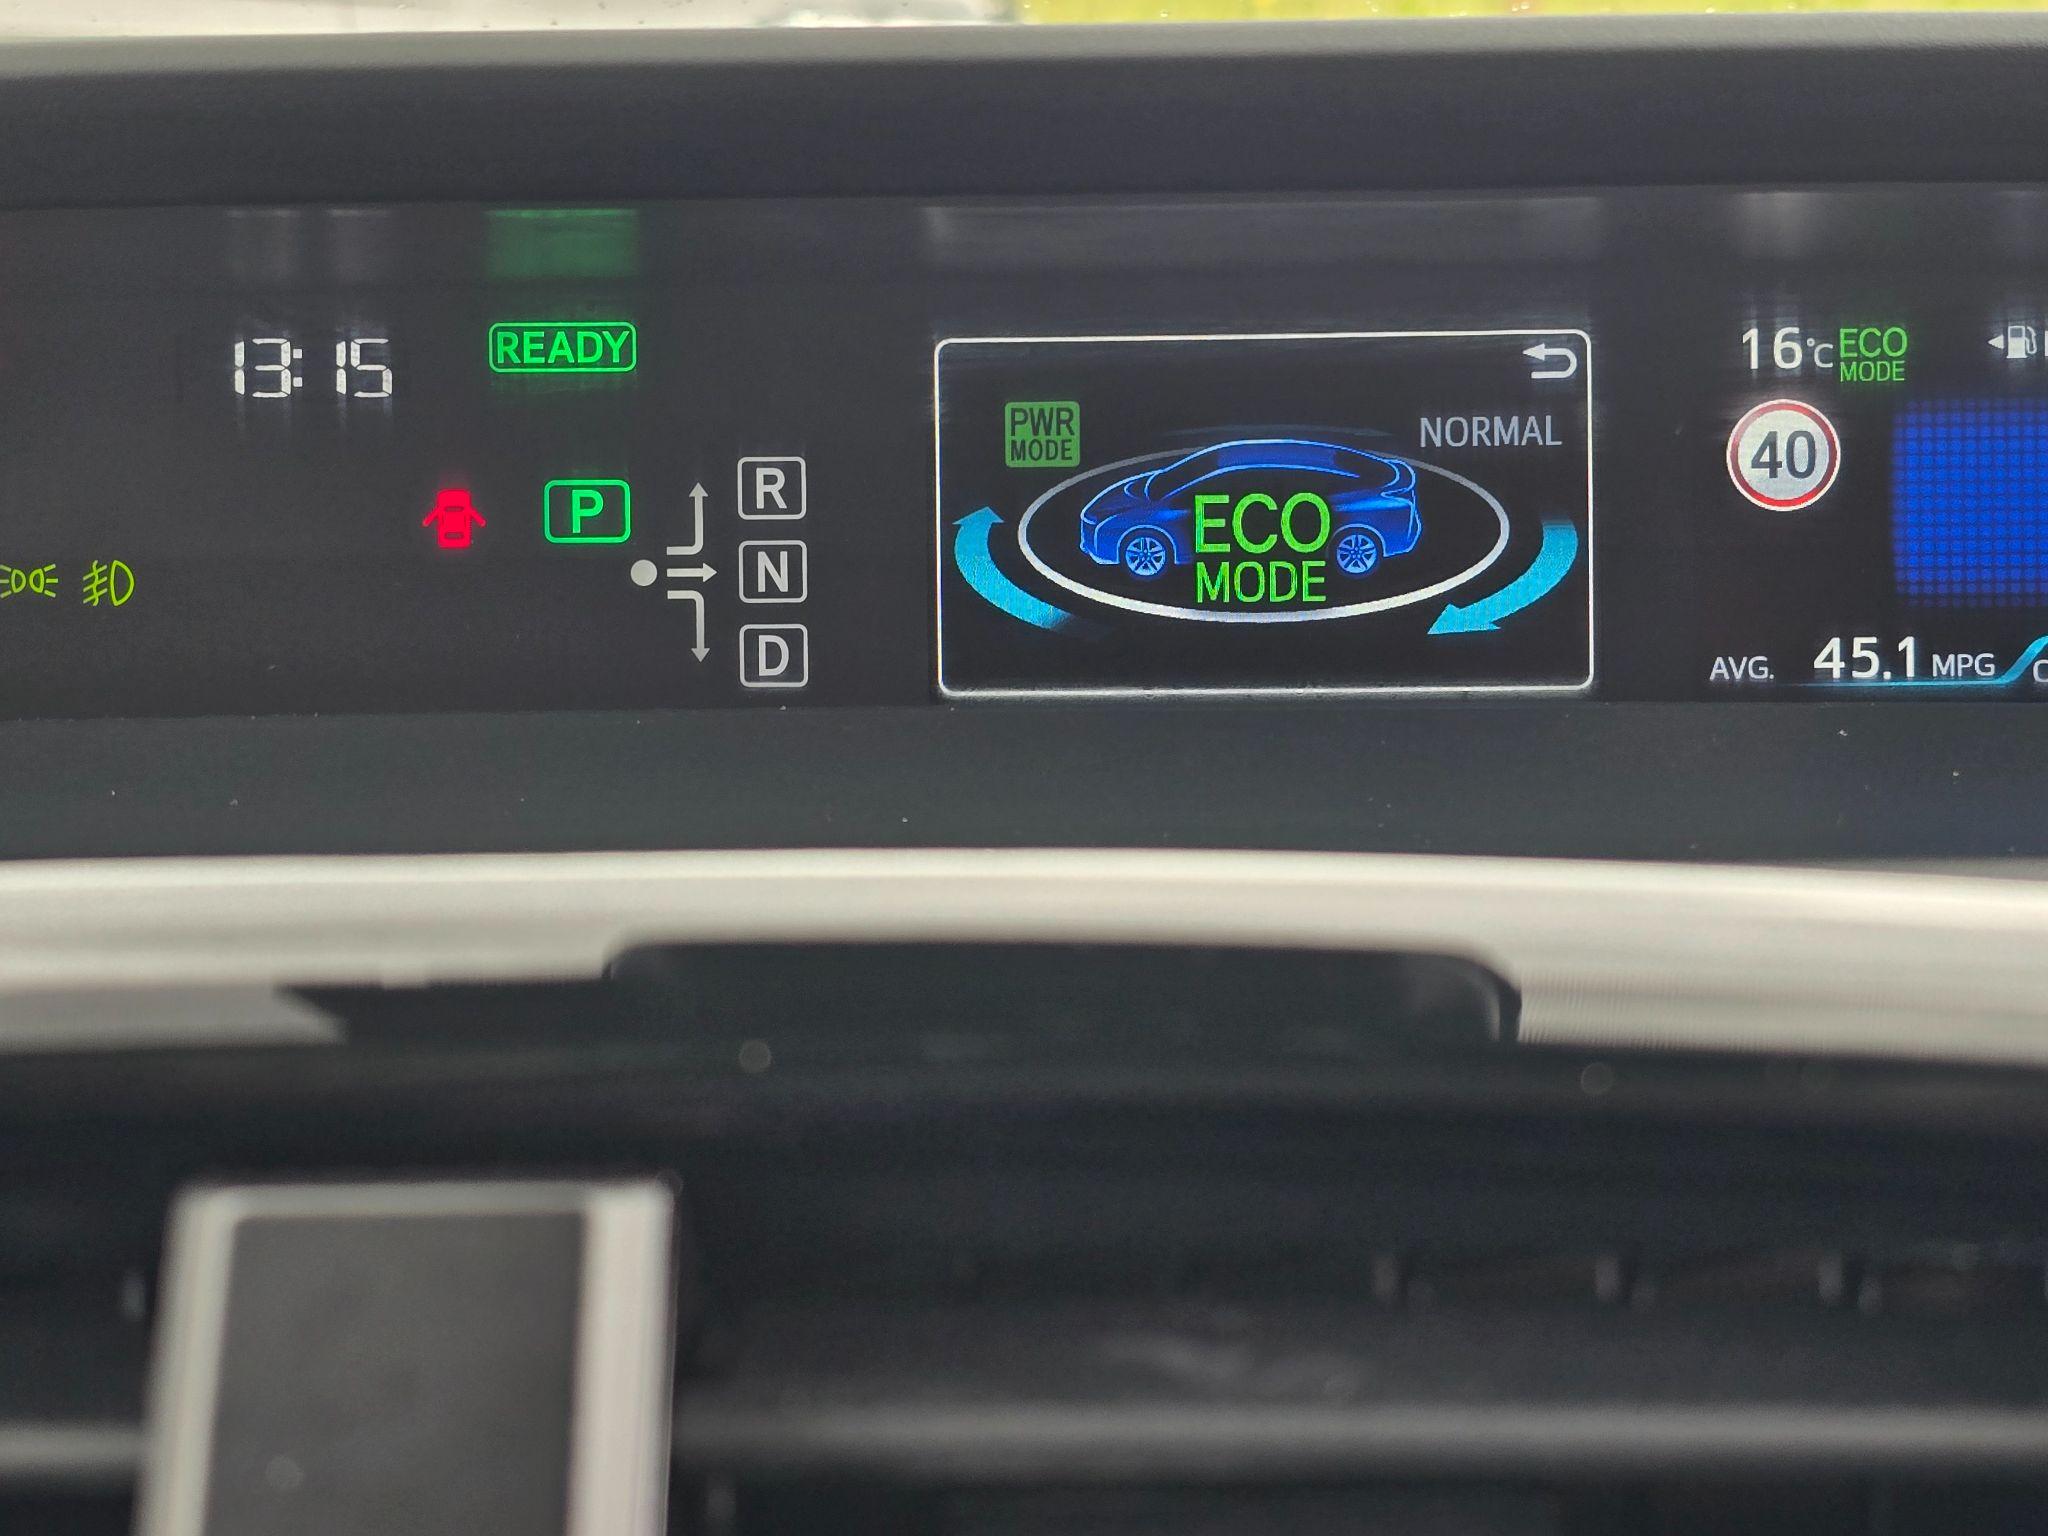 13:15
READY
P
R
N
D
PWR
MODE
NORMAL
ECO
MODE
16°C
ECO
MODE
40
AVG. 45.1 MPG